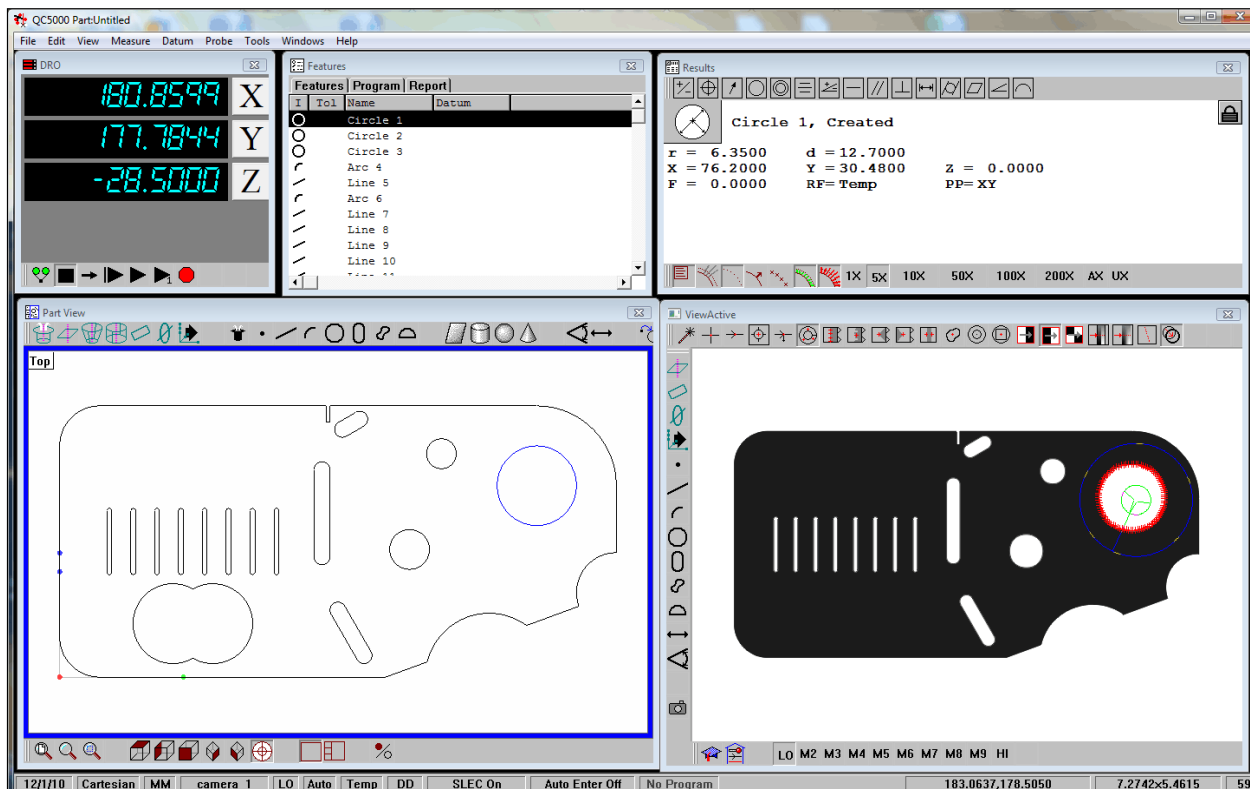 QC5000 Part:Untitled
File Edit View Measure Datum Probe Tools Windows Help
DRO
180.8599 X
177.7844 Y
-28.5000 Z
1
Features
Features Program Report
I Tol Name Datum
Circle 1
Circle 2
Circle 3
Arc 4
Line 5
Arc 6
Line 7
Line 8
Line 9
Line 10
Line 11
Results
Circle 1, Created
r = 6.3500 d = 12.7000
X = 76.2000 Y = 30.4800 Z = 0.0000
F = 0.0000 RF= Temp PP= XY
1X 5X 10X 50X 100X 200X AX UX
Part View
Top
ViewActive
LO M2 M3 M4 M5 M6 M7 M8 M9 HI
12/1/10 Cartesian MM camera 1 LO Auto Temp DD SLEC On Auto Enter Off No Program 183.0637,178.5050 7.2742x5.4615 59